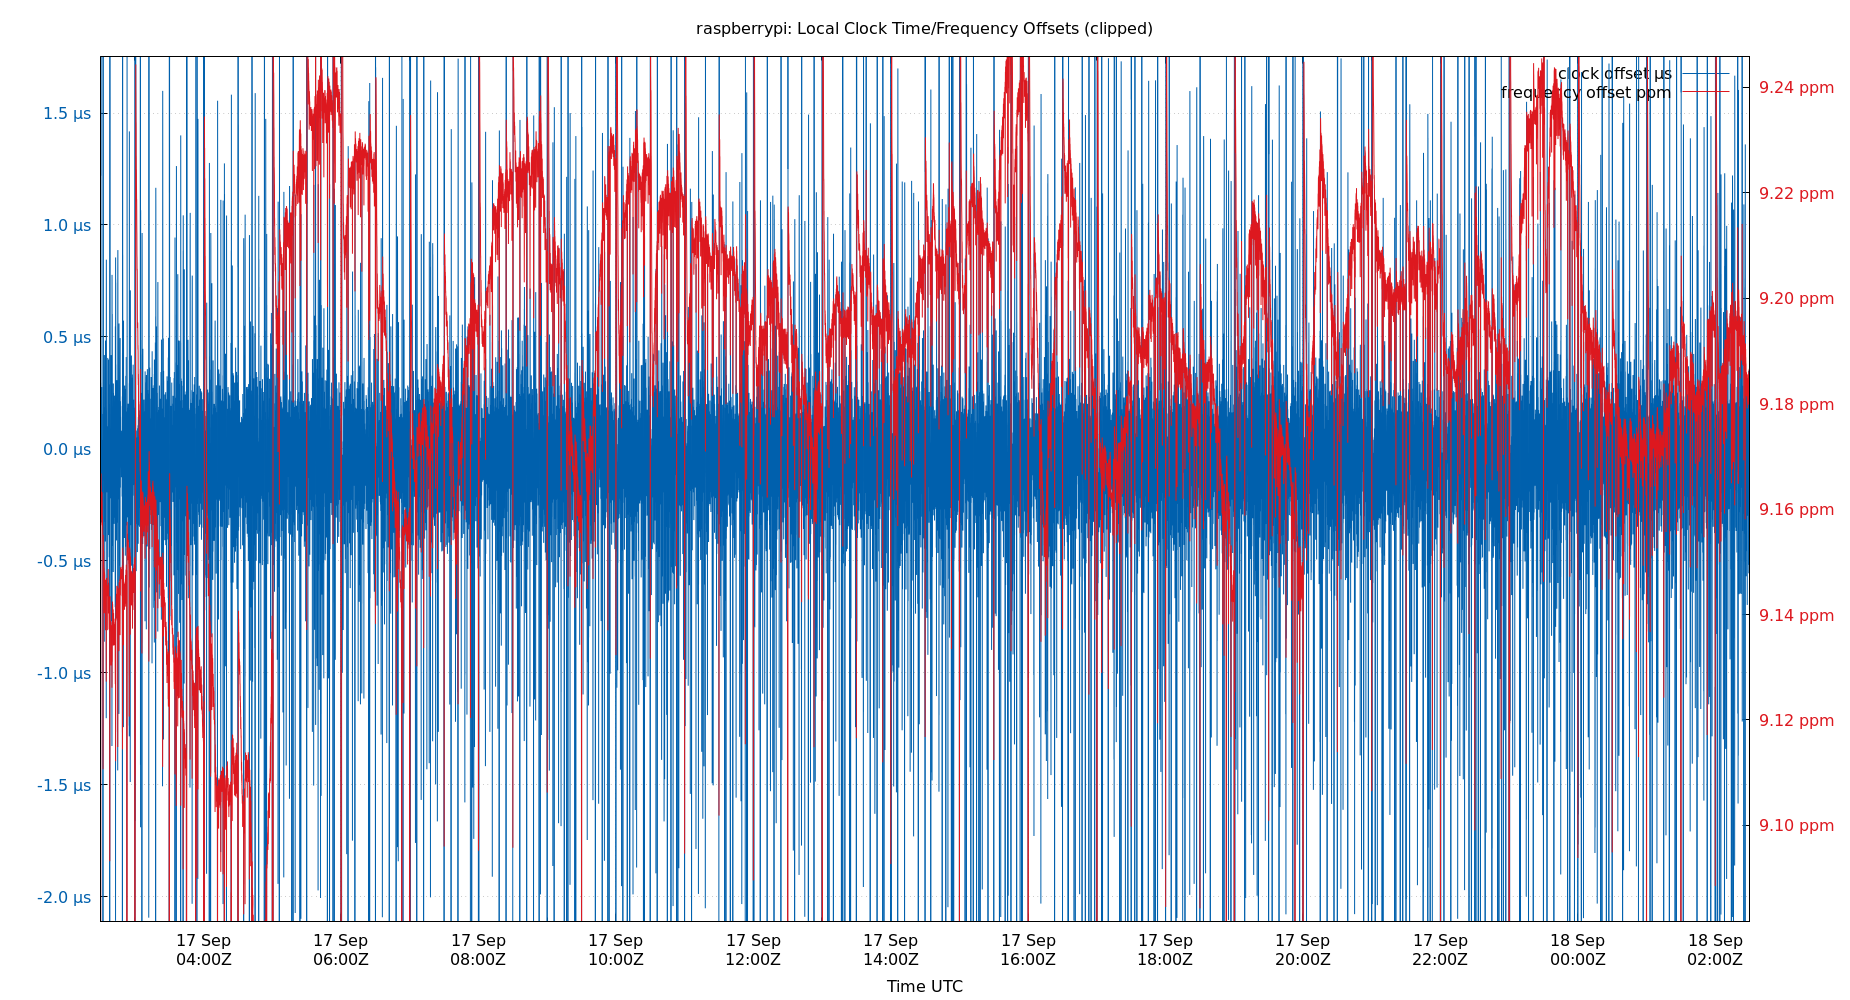 raspberrypi: Local Clock Time/Frequency Offsets (clipped)
clock offset µs
frequency offset ppm
1.5 µs
1.0 µs
0.5 µs
0.0 µs
-0.5 µs
-1.0 µs
-1.5 µs
-2.0 µs
9.24 ppm
9.22 ppm
9.20 ppm
9.18 ppm
9.16 ppm
9.14 ppm
9.12 ppm
9.10 ppm
17 Sep 17 Sep 17 Sep 17 Sep 17 Sep 17 Sep 17 Sep 17 Sep 17 Sep 17 Sep 18 Sep 18 Sep
04:00Z 06:00Z 08:00Z 10:00Z 12:00Z 14:00Z 16:00Z 18:00Z 20:00Z 22:00Z 00:00Z 02:00Z
Time UTC